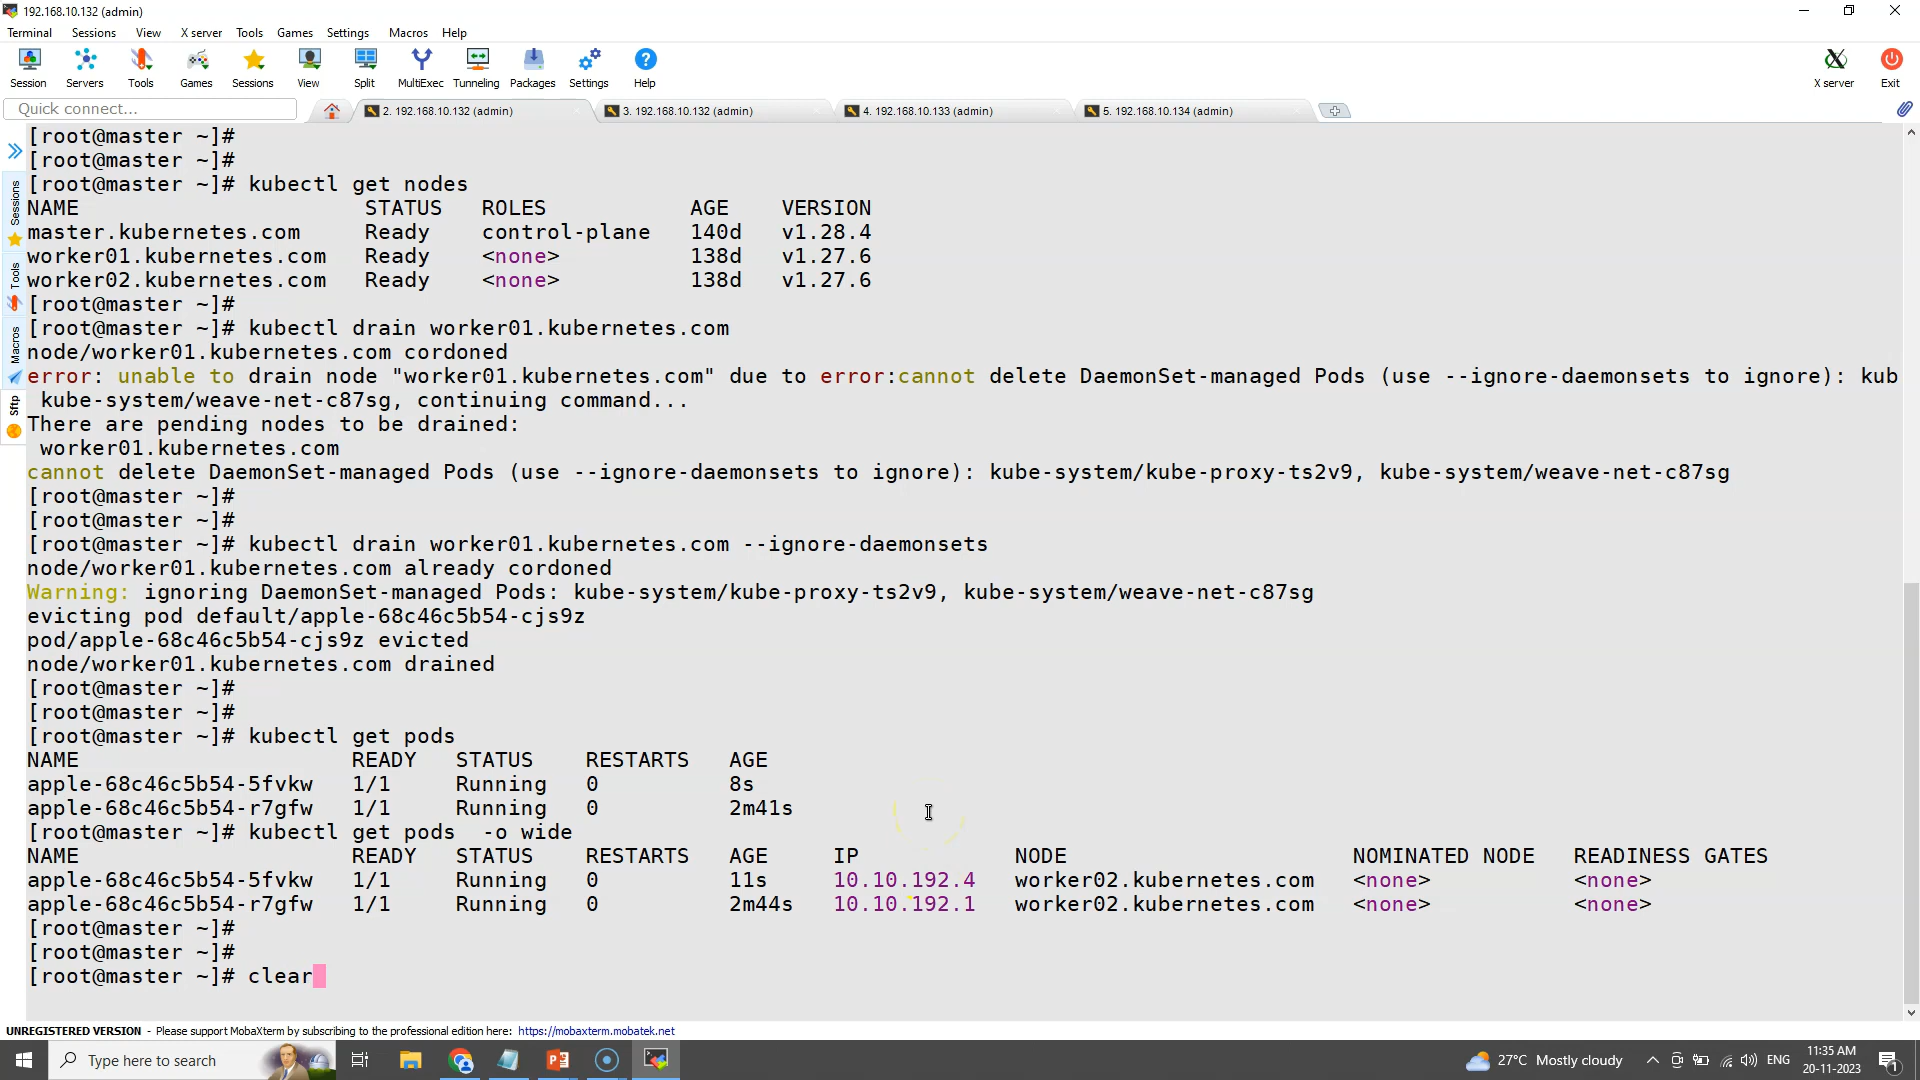 192.168.10.132 (admin)
Terminal Sessions View X server Tools Games Settings Macros Help
Session Servers Tools Games Sessions View Split MultiExec Tunneling Packages Settings Help X server Exit
Quick connect...
2. 192.168.10.132 (admin) 3. 192.168.10.132 (admin) 4. 192.168.10.133 (admin) 5. 192.168.10.134 (admin)
Sessions
Tools
Macros
Sftp
[root@master ~]#
[root@master ~]#
[root@master ~]# kubectl get nodes
NAME STATUS ROLES AGE VERSION
master.kubernetes.com Ready control-plane 140d v1.28.4
worker01.kubernetes.com Ready <none> 138d v1.27.6
worker02.kubernetes.com Ready <none> 138d v1.27.6
[root@master ~]#
[root@master ~]# kubectl drain worker01.kubernetes.com
node/worker01.kubernetes.com cordoned
error: unable to drain node "worker01.kubernetes.com" due to error:cannot delete DaemonSet-managed Pods (use --ignore-daemonsets to ignore): kub
kube-system/weave-net-c87sg, continuing command...
There are pending nodes to be drained:
worker01.kubernetes.com
cannot delete DaemonSet-managed Pods (use --ignore-daemonsets to ignore): kube-system/kube-proxy-ts2v9, kube-system/weave-net-c87sg
[root@master ~]#
[root@master ~]#
[root@master ~]# kubectl drain worker01.kubernetes.com --ignore-daemonsets
node/worker01.kubernetes.com already cordoned
Warning: ignoring DaemonSet-managed Pods: kube-system/kube-proxy-ts2v9, kube-system/weave-net-c87sg
evicting pod default/apple-68c46c5b54-cjs9z
pod/apple-68c46c5b54-cjs9z evicted
node/worker01.kubernetes.com drained
[root@master ~]#
[root@master ~]#
[root@master ~]# kubectl get pods
NAME READY STATUS RESTARTS AGE
apple-68c46c5b54-5fvkw 1/1 Running 0 8s
apple-68c46c5b54-r7gfw 1/1 Running 0 2m41s
[root@master ~]# kubectl get pods -o wide
NAME READY STATUS RESTARTS AGE IP NODE NOMINATED NODE READINESS GATES
apple-68c46c5b54-5fvkw 1/1 Running 0 11s 10.10.192.4 worker02.kubernetes.com <none> <none>
apple-68c46c5b54-r7gfw 1/1 Running 0 2m44s 10.10.192.1 worker02.kubernetes.com <none> <none>
[root@master ~]#
[root@master ~]#
[root@master ~]# clear
UNREGISTERED VERSION - Please support MobaXterm by subscribing to the professional edition here: https://mobaxterm.mobatek.net
Type here to search
27°C Mostly cloudy
ENG
11:35 AM
20-11-2023
1